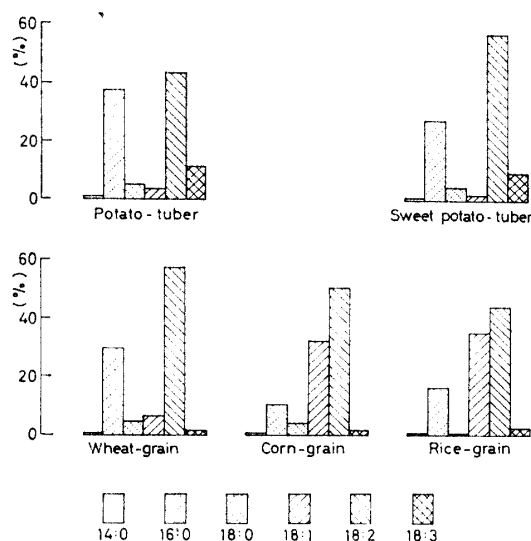 60
40
20
0
(%)
Potato-tuber
Sweet potato-tuber
60
40
20
0
(%)
Wheat-grain
Corn-grain
Rice-grain
14:0 16:0 18:0 18:1 18:2 18:3